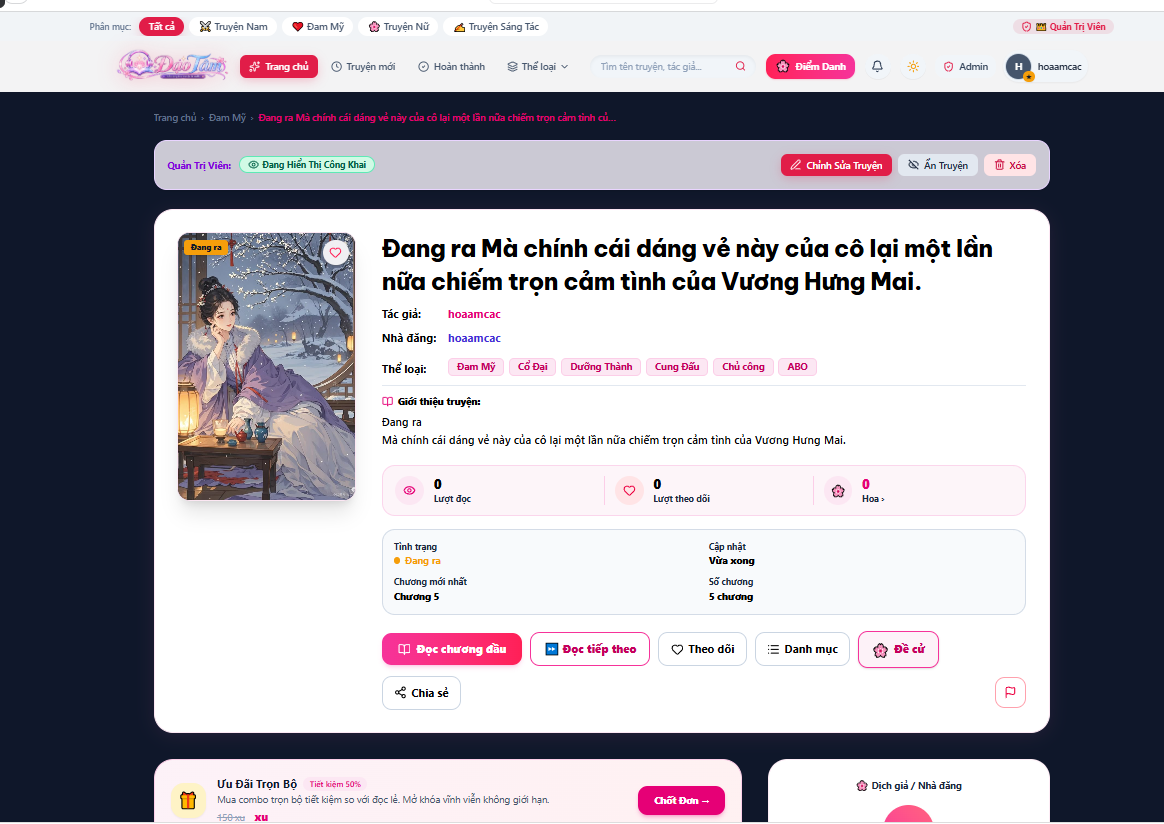 Phân mục: Tất cả Truyện Nam Đam Mỹ Truyện Nữ Truyện Sáng Tác Quản Trị Viên
Đảo Tâm Trang chủ Truyện mới Hoàn thành Thể loại Tìm tên truyện, tác giả... Điểm Danh Admin H hoaamcac
Trang chủ › Đam Mỹ › Đang ra Mà chính cái dáng vẻ này của cô lại một lần nữa chiếm trọn cảm tình củ...
Quản Trị Viên: Đang Hiển Thị Công Khai Chỉnh Sửa Truyện Ẩn Truyện Xóa
Đang ra
Đang ra Mà chính cái dáng vẻ này của cô lại một lần
nữa chiếm trọn cảm tình của Vương Hưng Mai.
Tác giả: hoaamcac
Nhà đăng: hoaamcac
Thể loại: Đam Mỹ Cổ Đại Dưỡng Thành Cung Đấu Chủ công ABO
Giới thiệu truyện:
Đang ra
Mà chính cái dáng vẻ này của cô lại một lần nữa chiếm trọn cảm tình của Vương Hưng Mai.
0 0 0
Lượt đọc Lượt theo dõi Hoa ›
Tình trạng Cập nhật
Đang ra Vừa xong
Chương mới nhất Số chương
Chương 5 5 chương
Đọc chương đầu Đọc tiếp theo Theo dõi Danh mục Đề cử
Chia sẻ
Ưu Đãi Trọn Bộ Tiết kiệm 50%
Mua combo trọn bộ tiết kiệm so với đọc lẻ. Mở khóa vĩnh viễn không giới hạn.
150 xu xu
Chốt Đơn →
Dịch giả / Nhà đăng